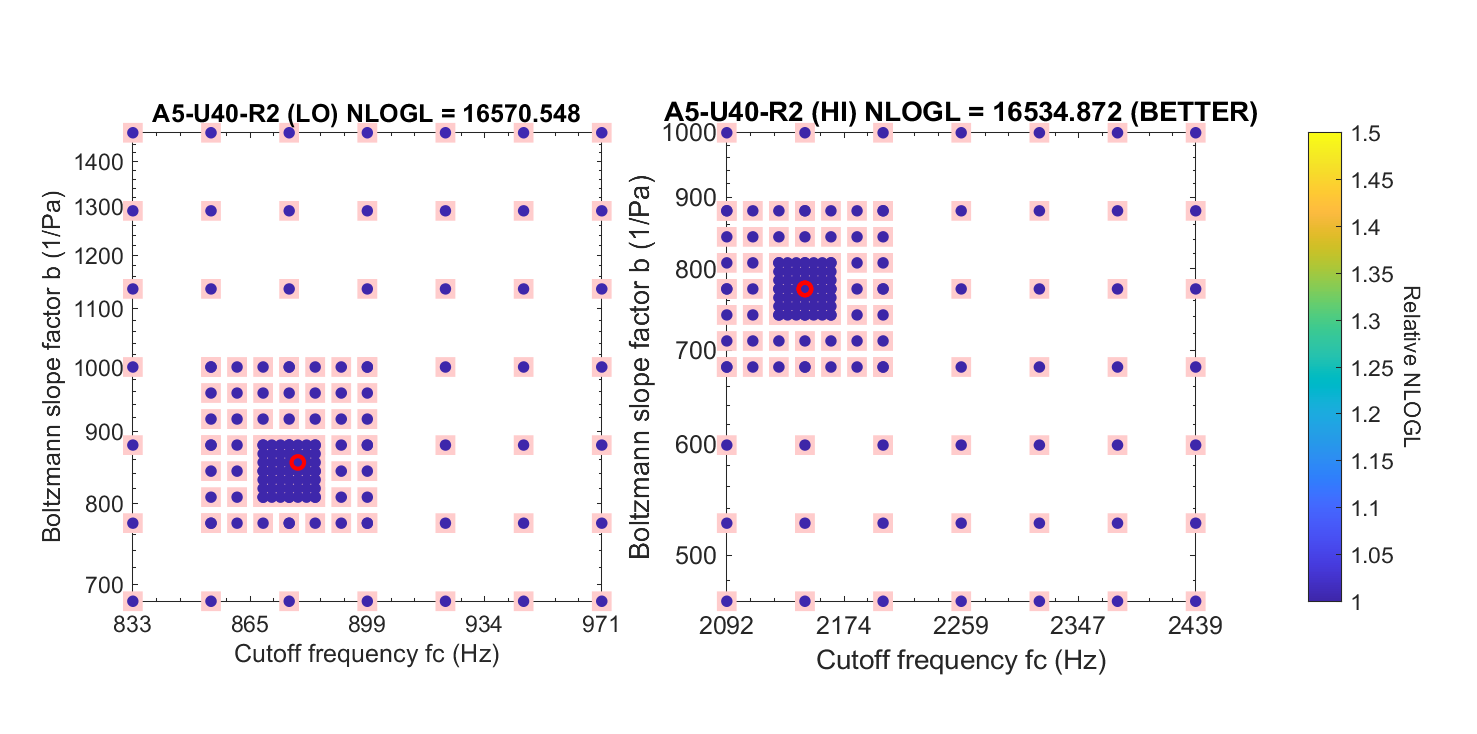 A5-U40-R2 (LO) NLOGL = 16570.548
1400
1300
1200
1100
1000
900
800
700
Boltzmann slope factor b (1/Pa)
833 865 899 934 971
Cutoff frequency fc (Hz)
A5-U40-R2 (HI) NLOGL = 16534.872 (BETTER)
1000
900
800
700
600
500
Boltzmann slope factor b (1/Pa)
2092 2174 2259 2347 2439
Cutoff frequency fc (Hz)
1.5
1.45
1.4
1.35
1.3
1.25
1.2
1.15
1.1
1.05
1
Relative NLOGL